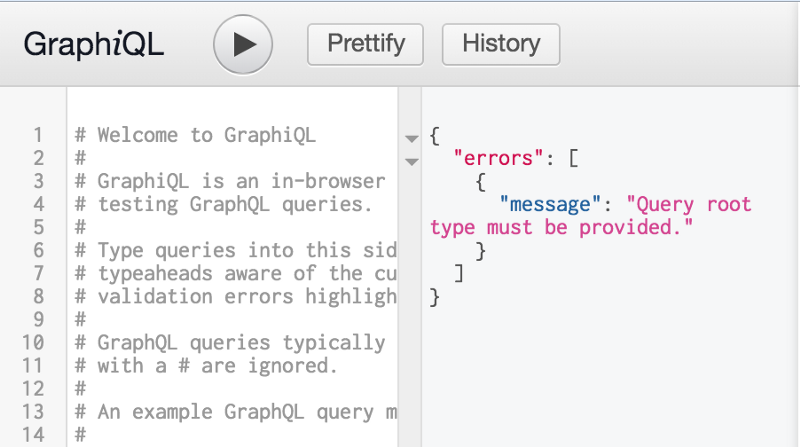 GraphiQL
Prettify
History
1 # Welcome to GraphiQL
2 #
3 # GraphiQL is an in-browser
4 # testing GraphQL queries.
5 #
6 # Type queries into this sid
7 # typeaheads aware of the cu
8 # validation errors highligh
9 #
10 # GraphQL queries typically
11 # with a # are ignored.
12 #
13 # An example GraphQL query m
14 #
{
"errors": [
{
"message": "Query root
type must be provided."
}
]
}